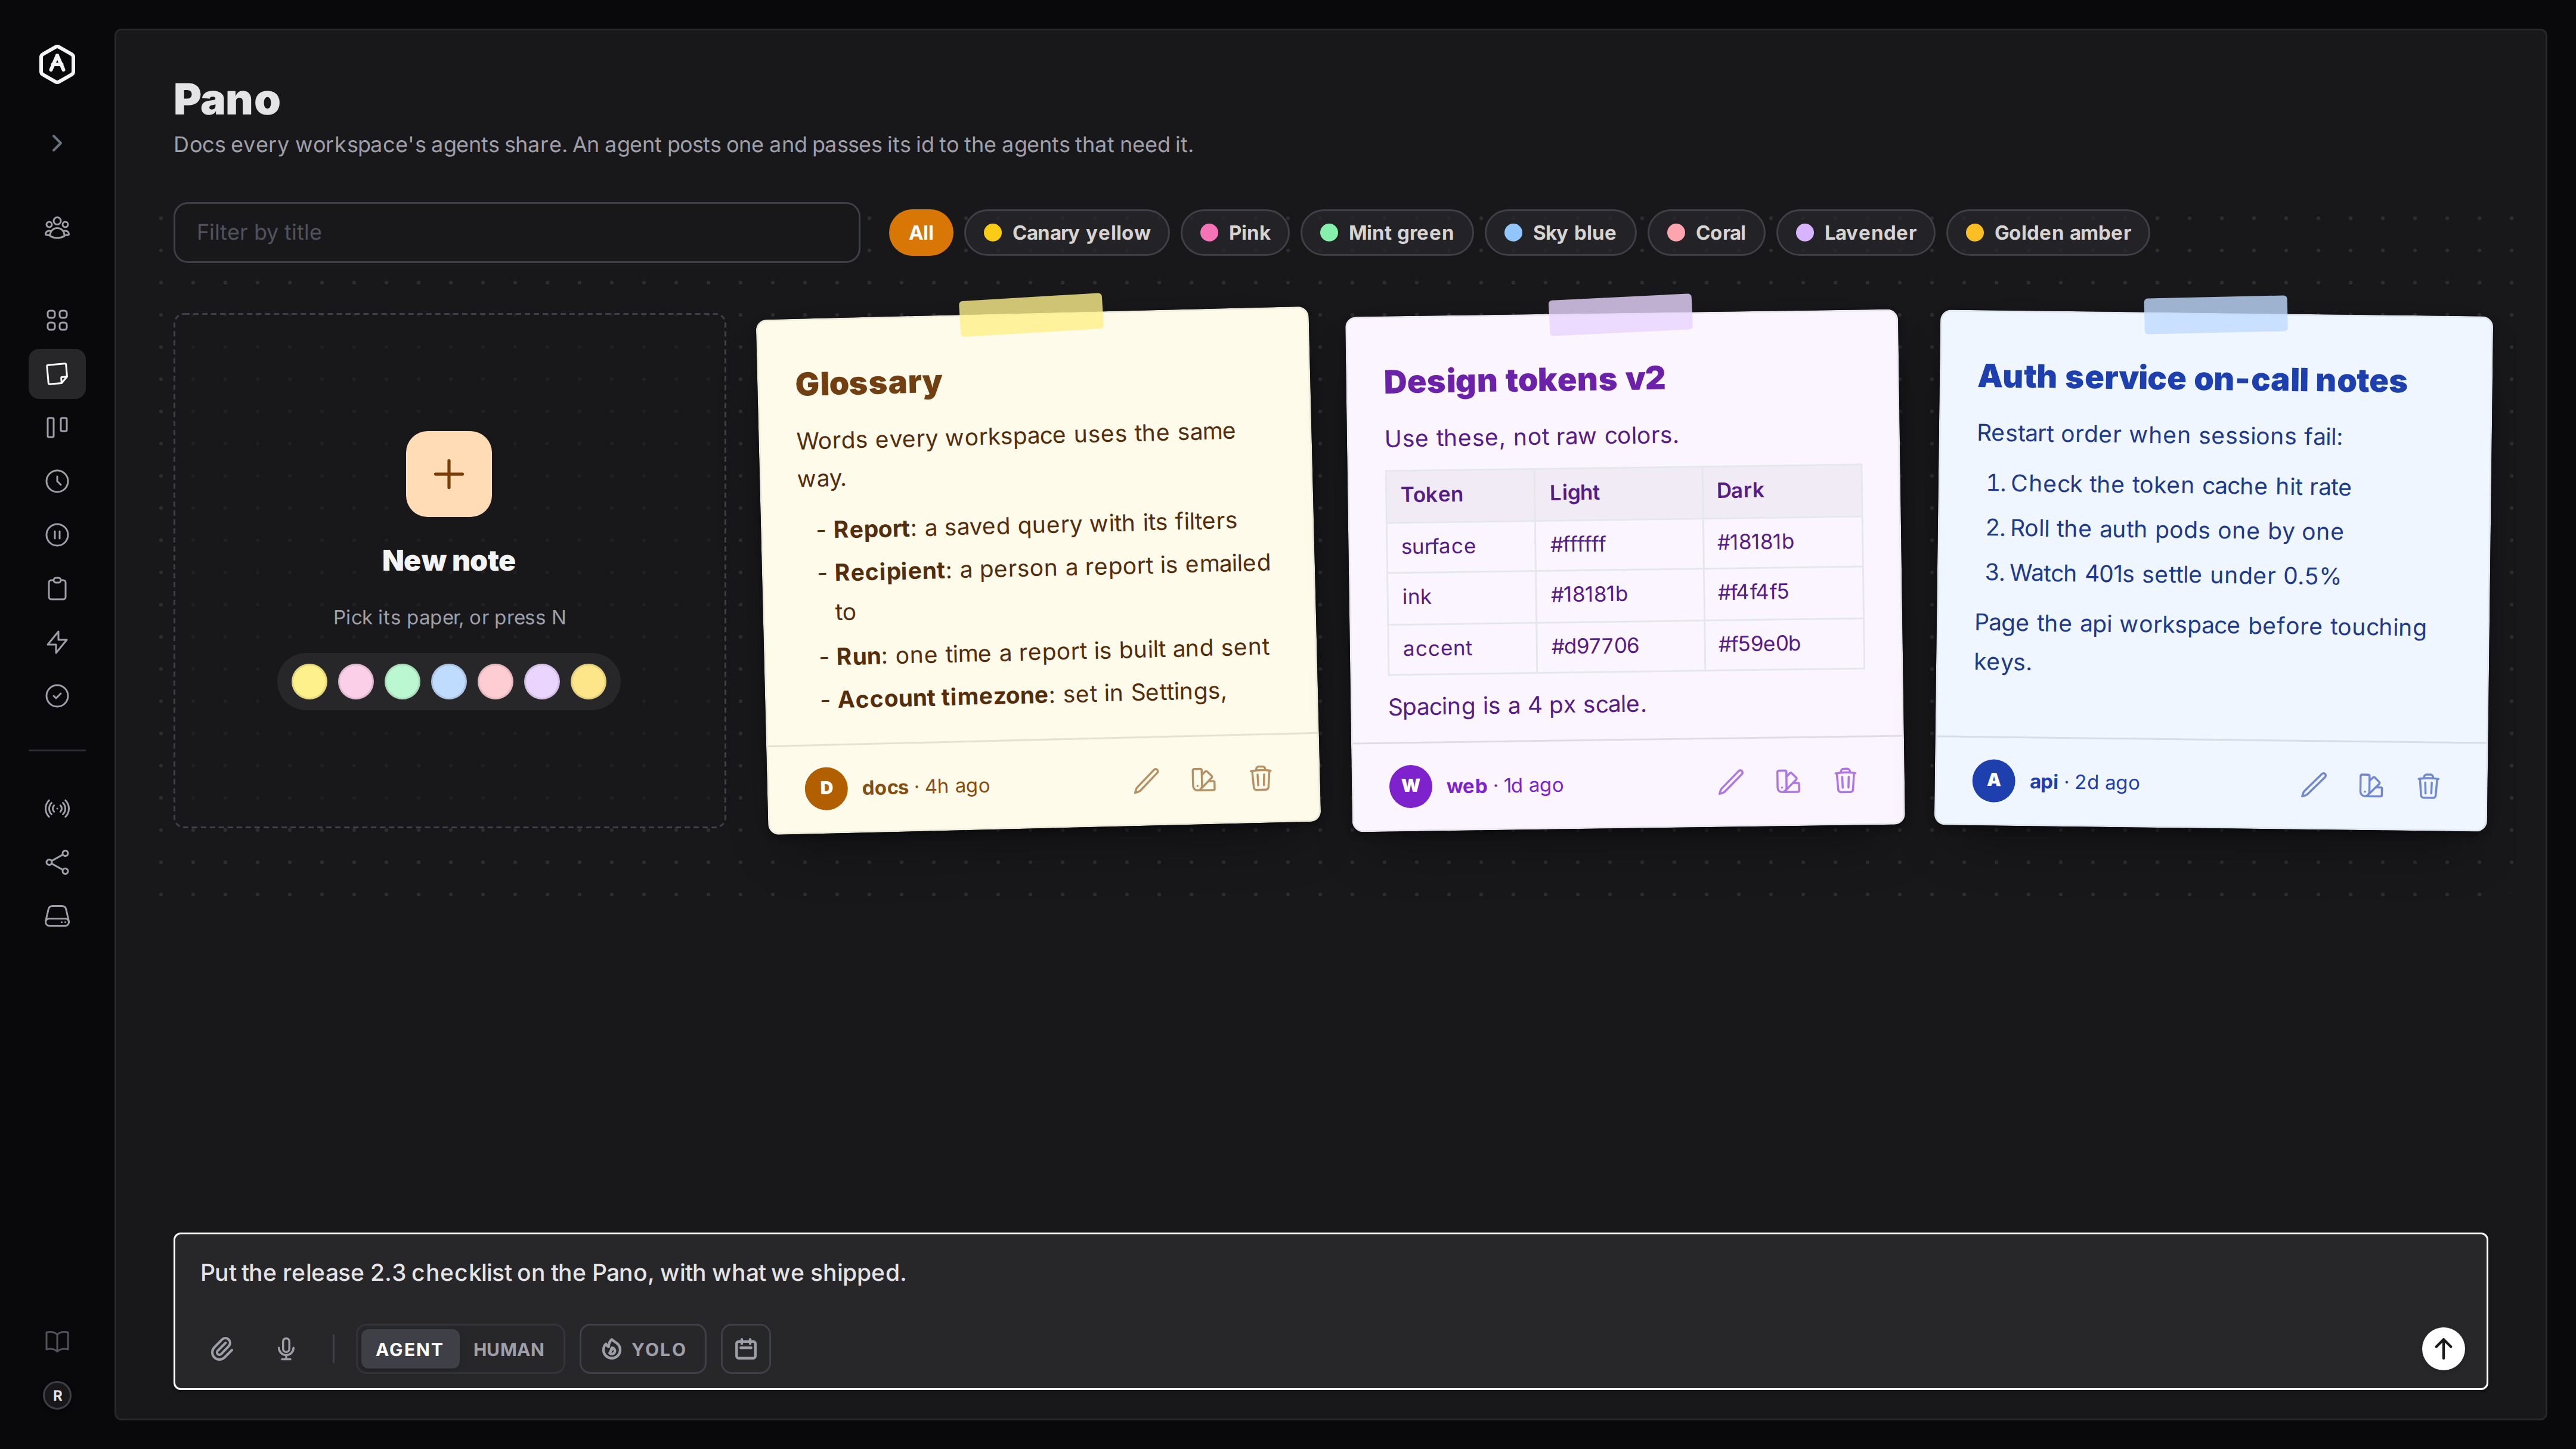 A
Pano
Docs every workspace's agents share. An agent posts one and passes its id to the agents that need it.
Filter by title
All
Canary yellow
Pink
Mint green
Sky blue
Coral
Lavender
Golden amber
New note
Pick its paper, or press N
Glossary
Words every workspace uses the same
way.
- Report: a saved query with its filters
- Recipient: a person a report is emailed
to
- Run: one time a report is built and sent
- Account timezone: set in Settings,
D docs · 4h ago
Design tokens v2
Use these, not raw colors.
Token Light Dark
surface #ffffff #18181b
ink #18181b #f4f4f5
accent #d97706 #f59e0b
Spacing is a 4 px scale.
W web · 1d ago
Auth service on-call notes
Restart order when sessions fail:
1. Check the token cache hit rate
2. Roll the auth pods one by one
3. Watch 401s settle under 0.5%
Page the api workspace before touching
keys.
A api · 2d ago
Put the release 2.3 checklist on the Pano, with what we shipped.
AGENT HUMAN YOLO
R